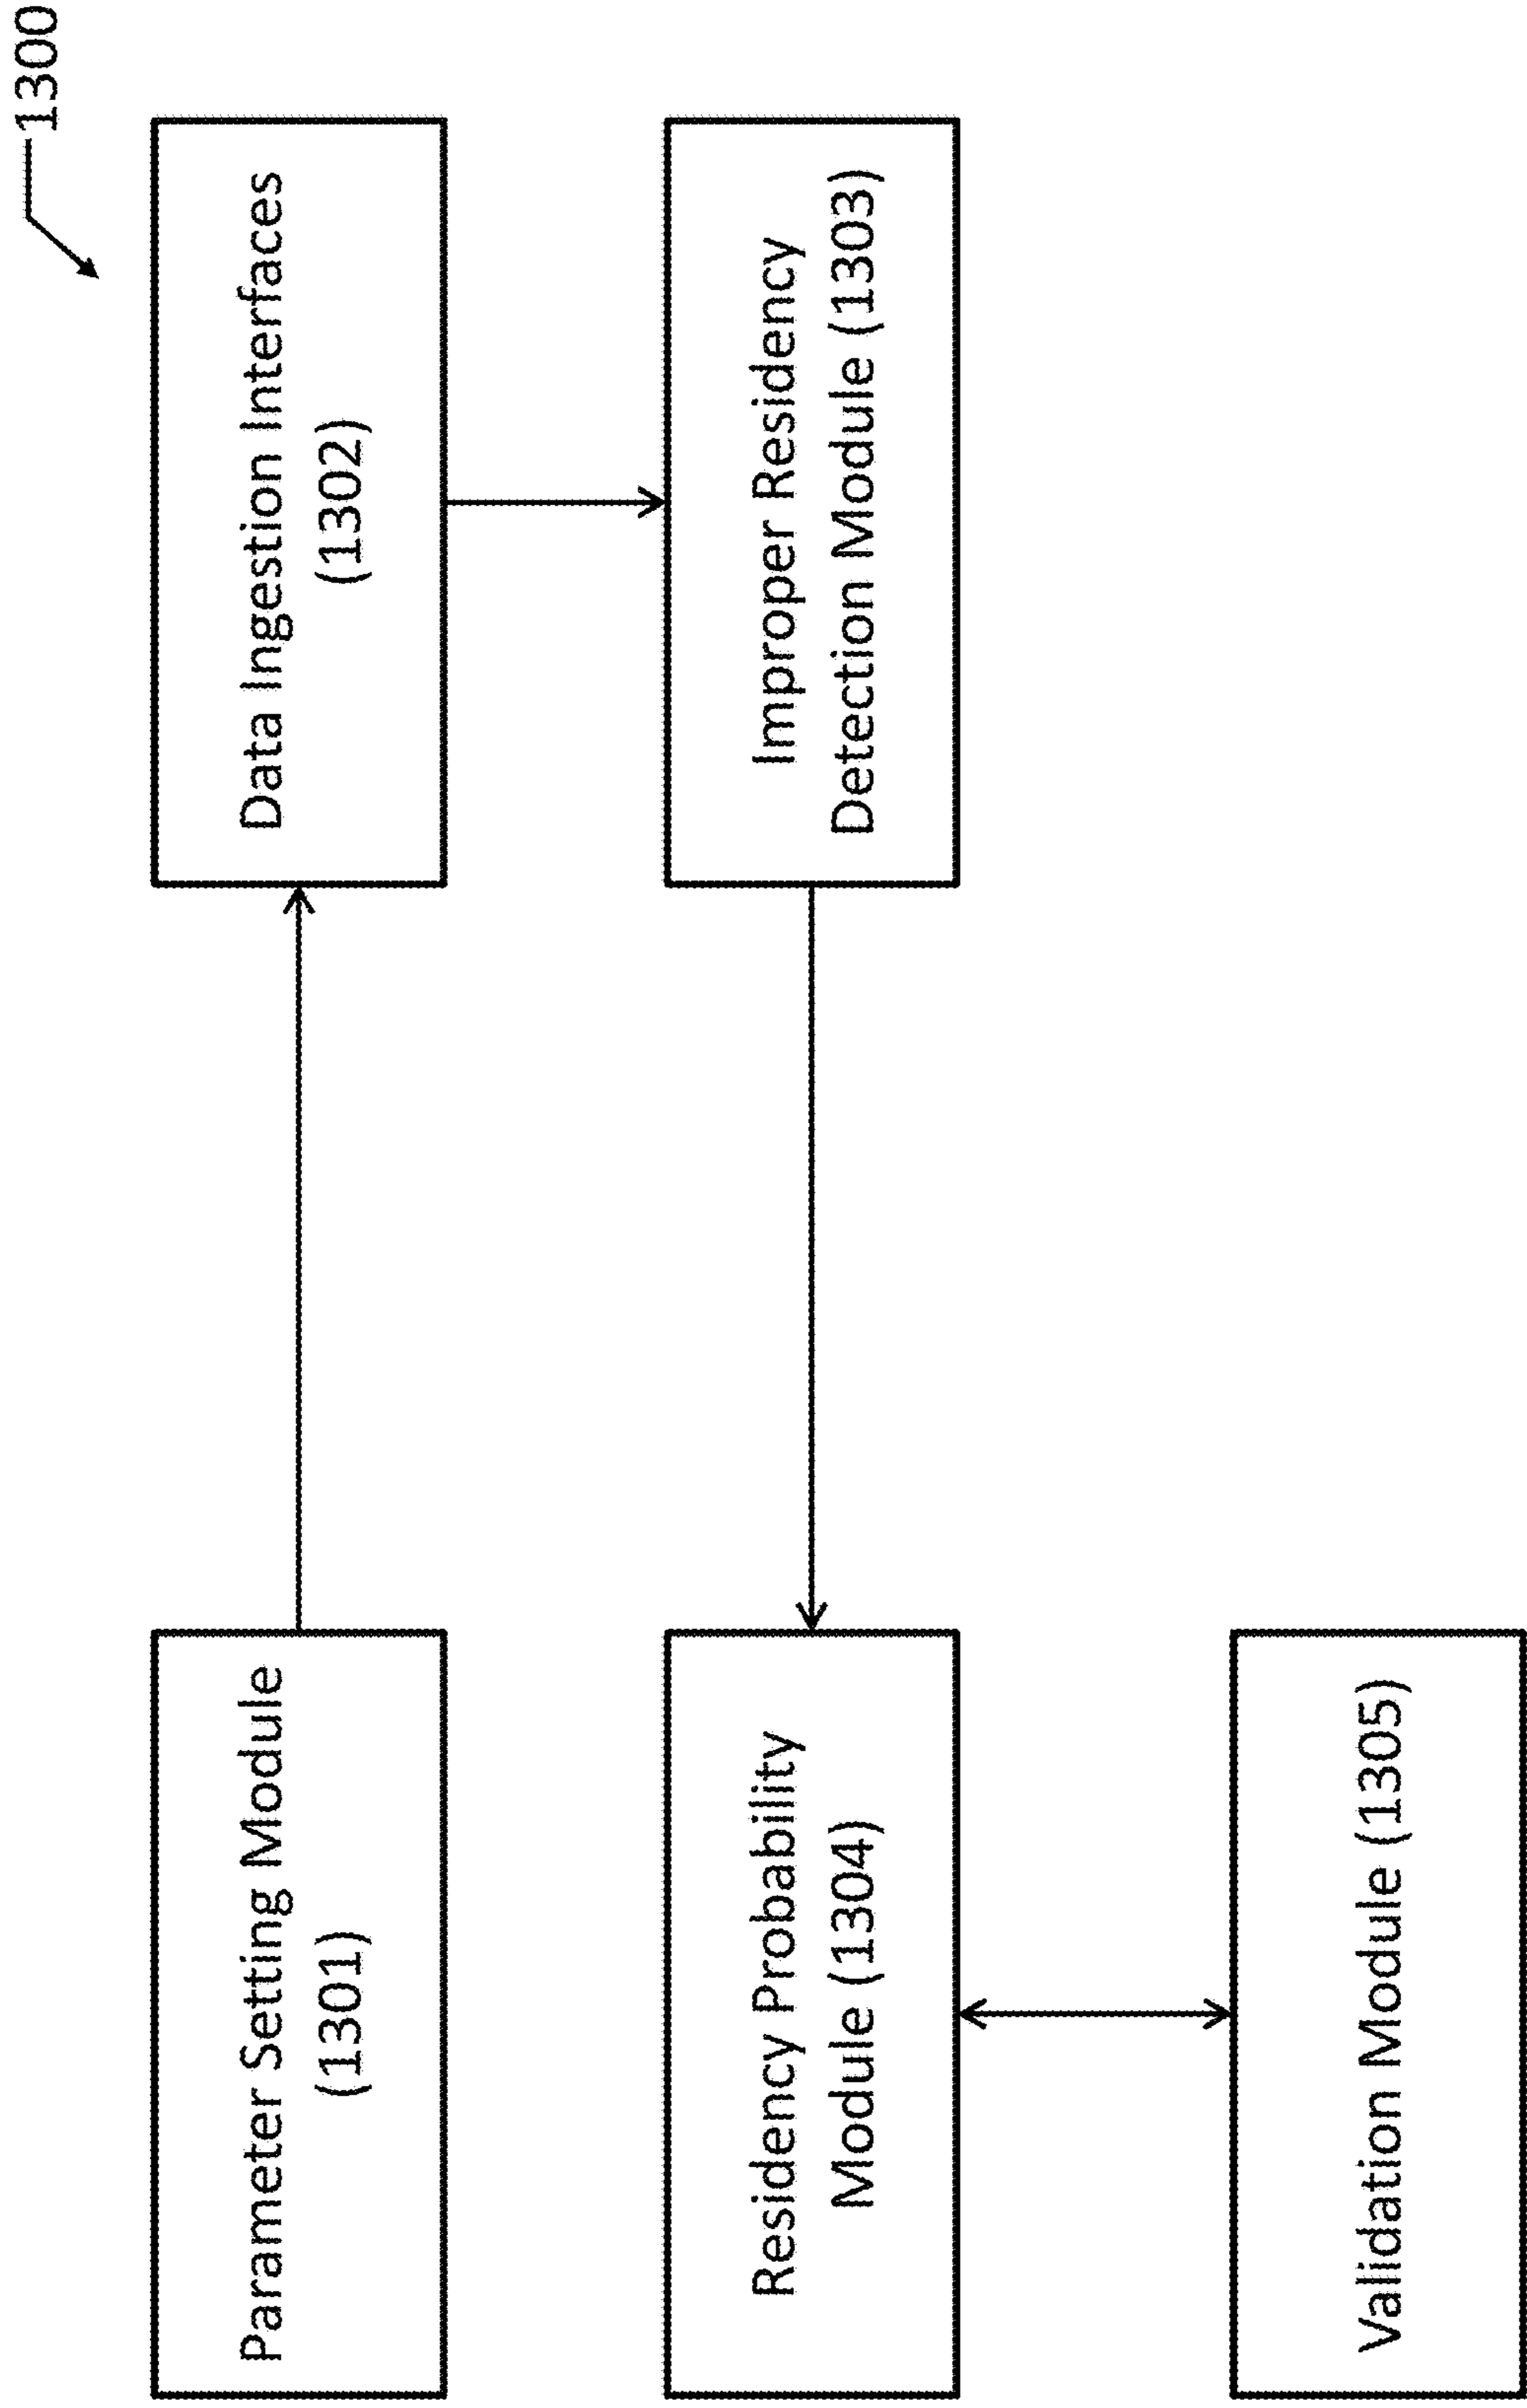 1300
Parameter Setting Module
(1301)
Data Ingestion Interfaces
(1302)
Residency Probability
Module (1304)
Improper Residency
Detection Module (1303)
Validation Module (1305)